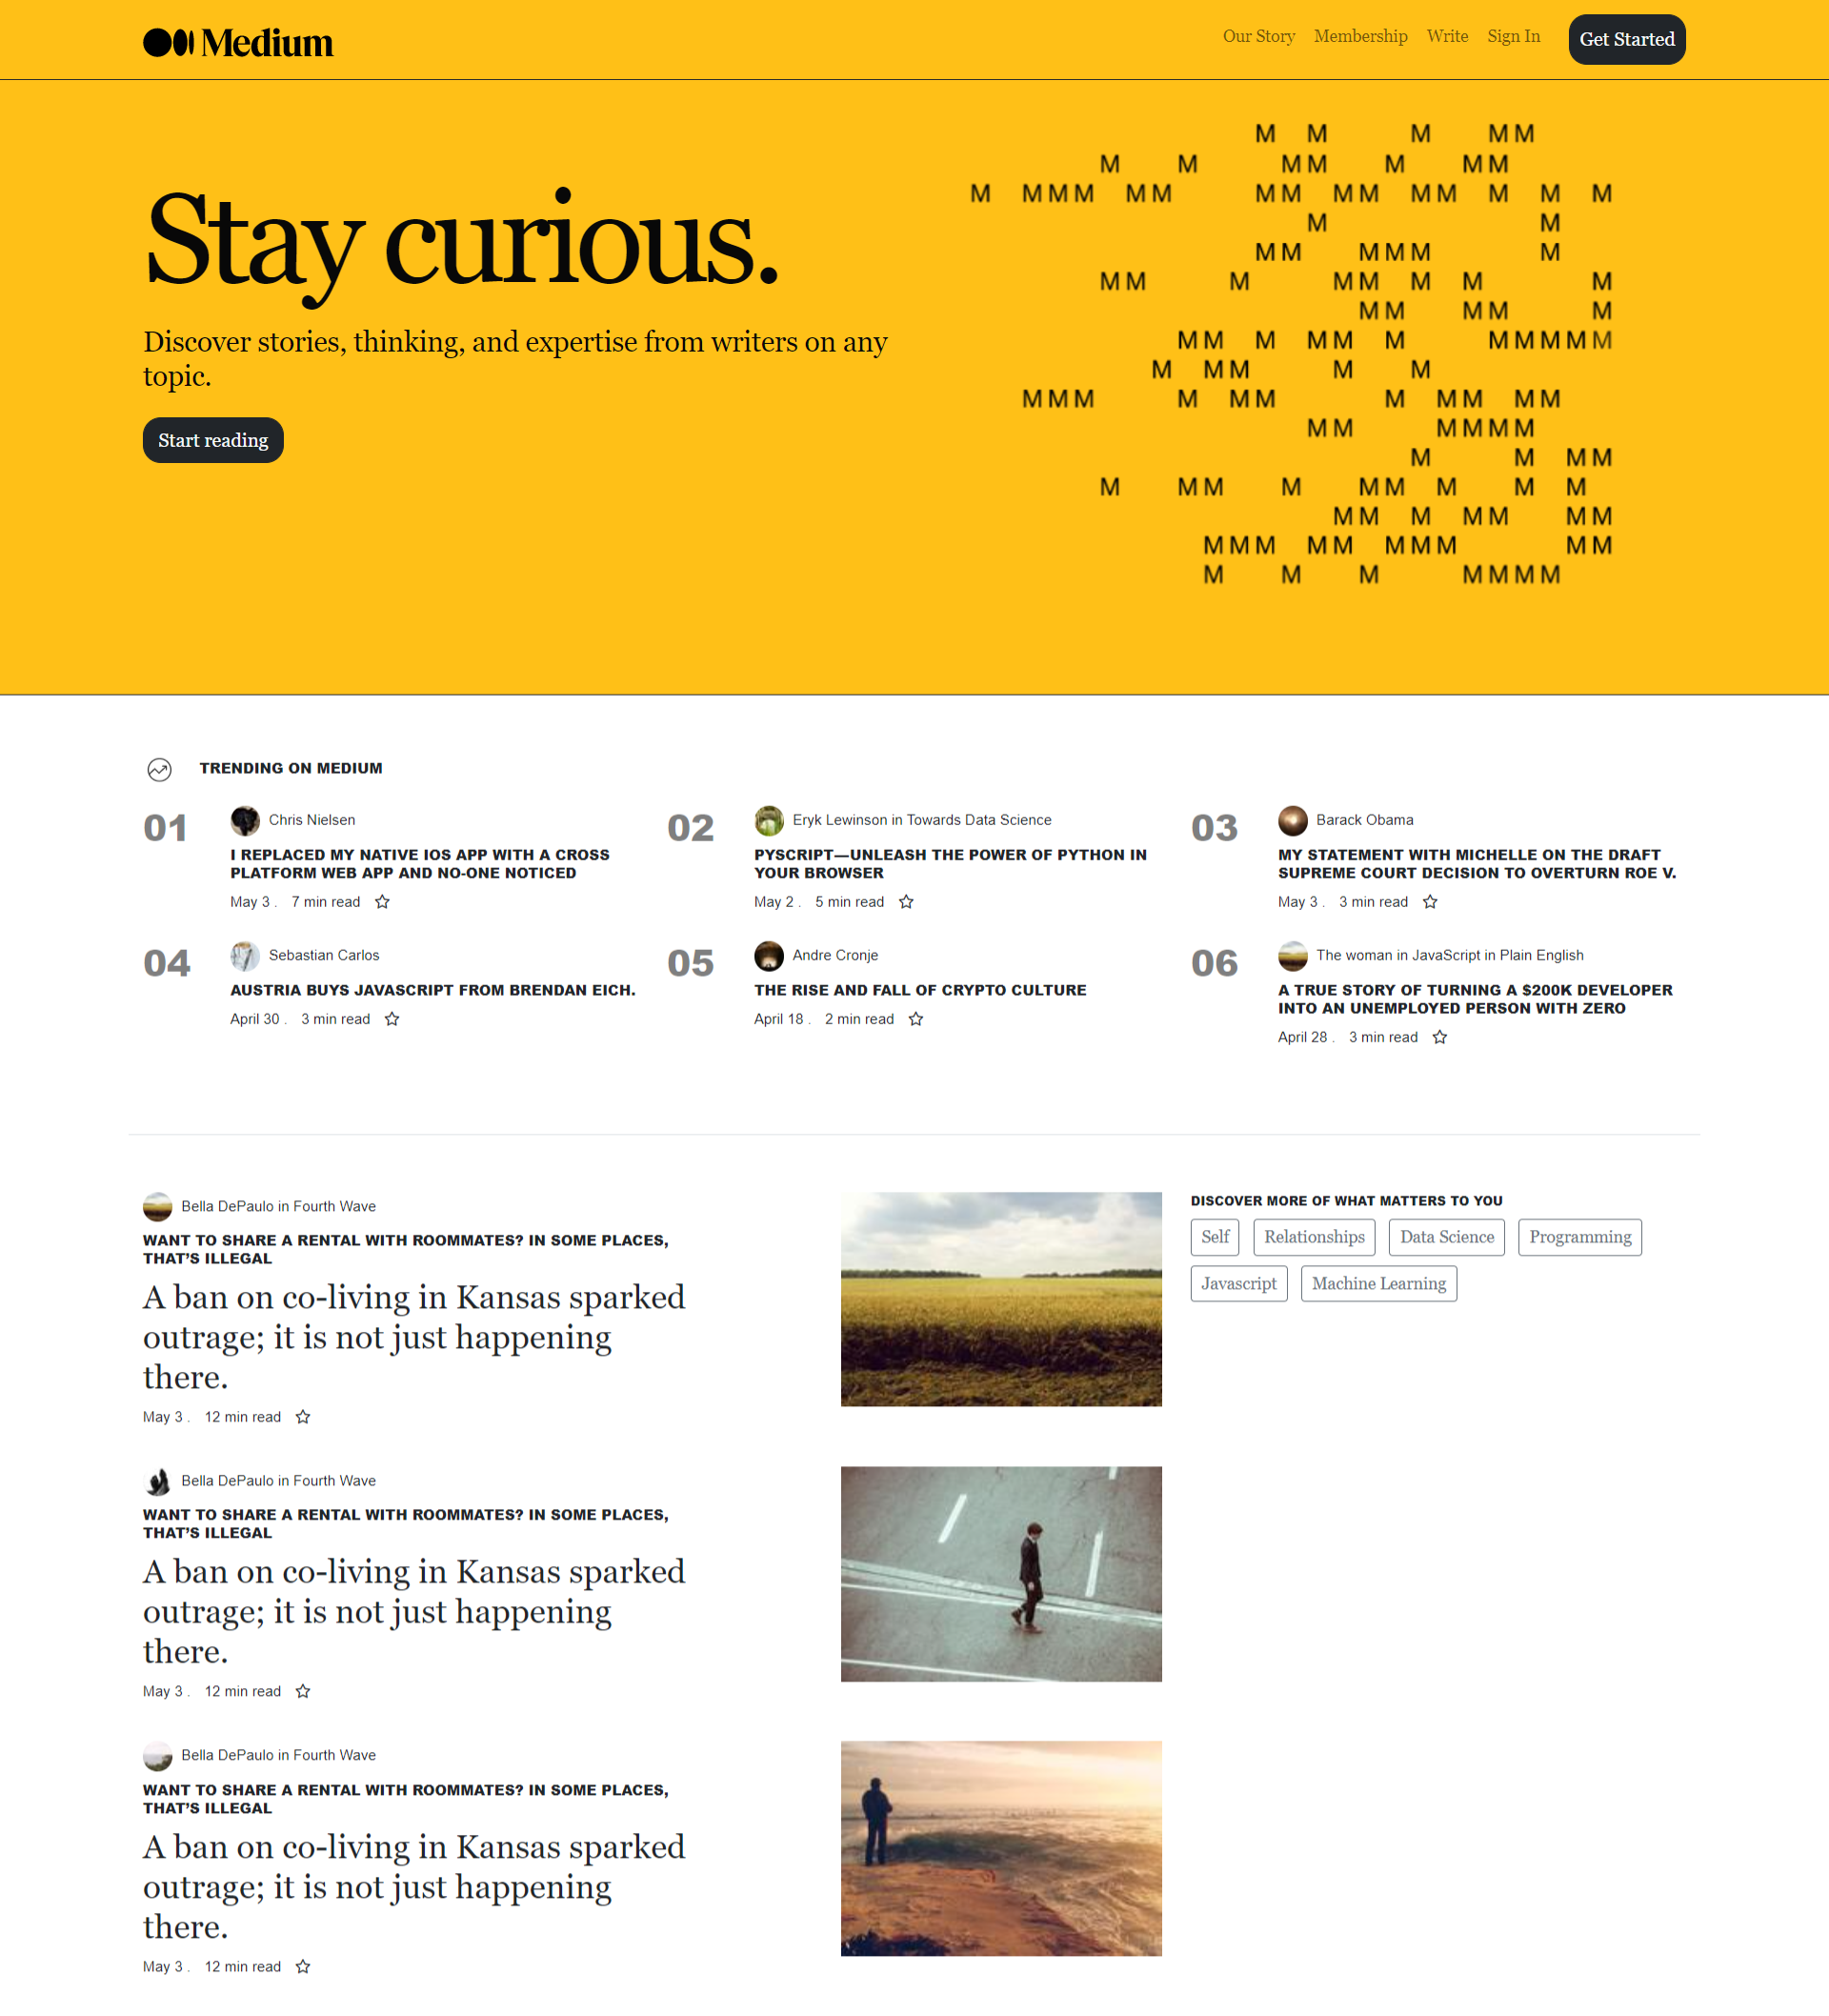 Medium
Our Story Membership Write Sign In Get Started
M M M M M
M M M M M M M
M M M M M M M M M M M M M M M M
Stay curious.
M M
M M M M M M
M M M M M M M M
M M M M M
Discover stories, thinking, and expertise from writers on any
topic.
M M M M M M M M M M M
M M M M M
M M M M M M M M M M M
Start reading
M M M M M M
M M M M
M M M M M M M M M
M M M M M M M
M M M M M M M M M M
M M M M M M M
TRENDING ON MEDIUM
01
Chris Nielsen
I REPLACED MY NATIVE IOS APP WITH A CROSS
PLATFORM WEB APP AND NO-ONE NOTICED
May 3 . 7 min read
02
Eryk Lewinson in Towards Data Science
PYSCRIPT—UNLEASH THE POWER OF PYTHON IN
YOUR BROWSER
May 2 . 5 min read
03
Barack Obama
MY STATEMENT WITH MICHELLE ON THE DRAFT
SUPREME COURT DECISION TO OVERTURN ROE V.
May 3 . 3 min read
04
Sebastian Carlos
AUSTRIA BUYS JAVASCRIPT FROM BRENDAN EICH.
April 30 . 3 min read
05
Andre Cronje
THE RISE AND FALL OF CRYPTO CULTURE
April 18 . 2 min read
06
The woman in JavaScript in Plain English
A TRUE STORY OF TURNING A $200K DEVELOPER
INTO AN UNEMPLOYED PERSON WITH ZERO
April 28 . 3 min read
Bella DePaulo in Fourth Wave
WANT TO SHARE A RENTAL WITH ROOMMATES? IN SOME PLACES,
THAT’S ILLEGAL
A ban on co-living in Kansas sparked
outrage; it is not just happening
there.
May 3 . 12 min read
Bella DePaulo in Fourth Wave
WANT TO SHARE A RENTAL WITH ROOMMATES? IN SOME PLACES,
THAT’S ILLEGAL
A ban on co-living in Kansas sparked
outrage; it is not just happening
there.
May 3 . 12 min read
Bella DePaulo in Fourth Wave
WANT TO SHARE A RENTAL WITH ROOMMATES? IN SOME PLACES,
THAT’S ILLEGAL
A ban on co-living in Kansas sparked
outrage; it is not just happening
there.
May 3 . 12 min read
DISCOVER MORE OF WHAT MATTERS TO YOU
Self Relationships Data Science Programming
Javascript Machine Learning